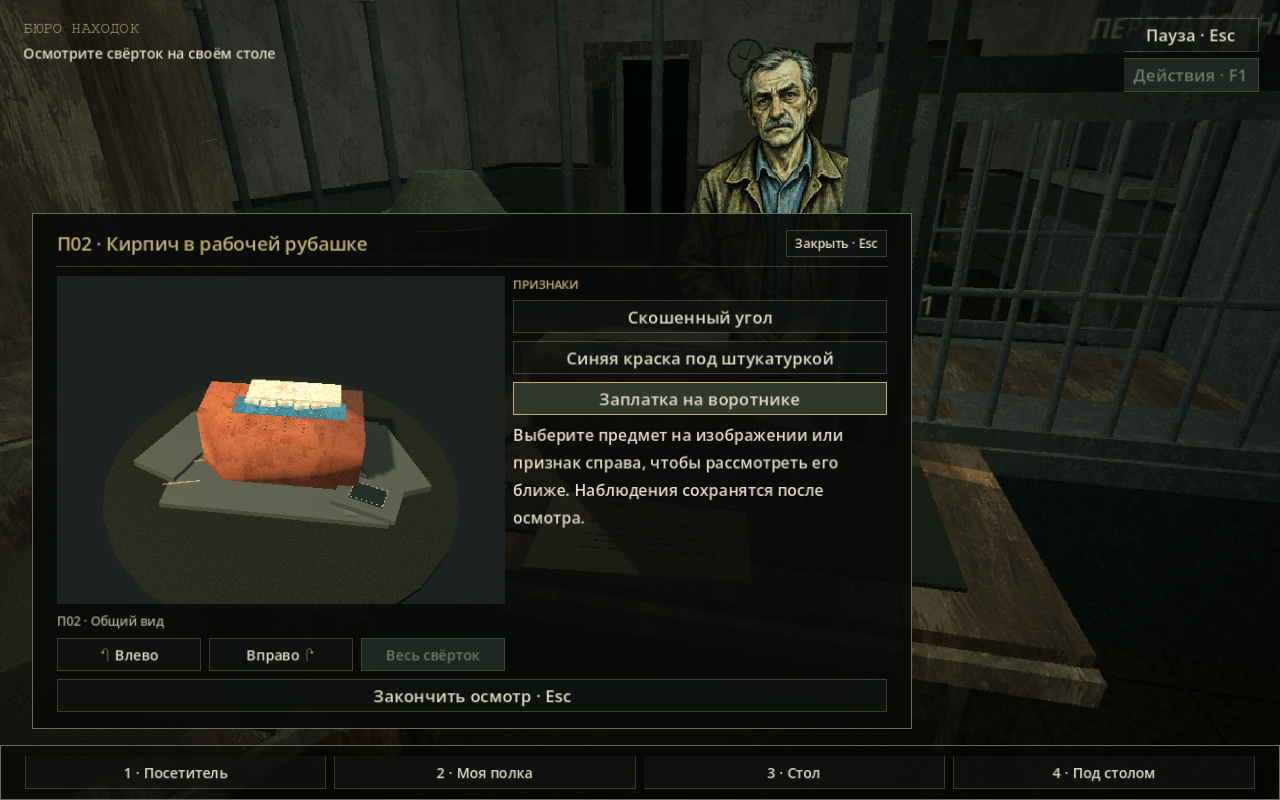 БЮРО НАХОДОК
Осмотрите свёрток на своём столе
Пауза · Esc
Действия · F1
П02 · Кирпич в рабочей рубашке
Закрыть · Esc
ПРИЗНАКИ
Скошенный угол
Синяя краска под штукатуркой
Заплатка на воротнике
Выберите предмет на изображении или
признак справа, чтобы рассмотреть его
ближе. Наблюдения сохранятся после
осмотра.
П02 · Общий вид
Влево
Вправо
Весь свёрток
Закончить осмотр · Esc
1 · Посетитель
2 · Моя полка
3 · Стол
4 · Под столом